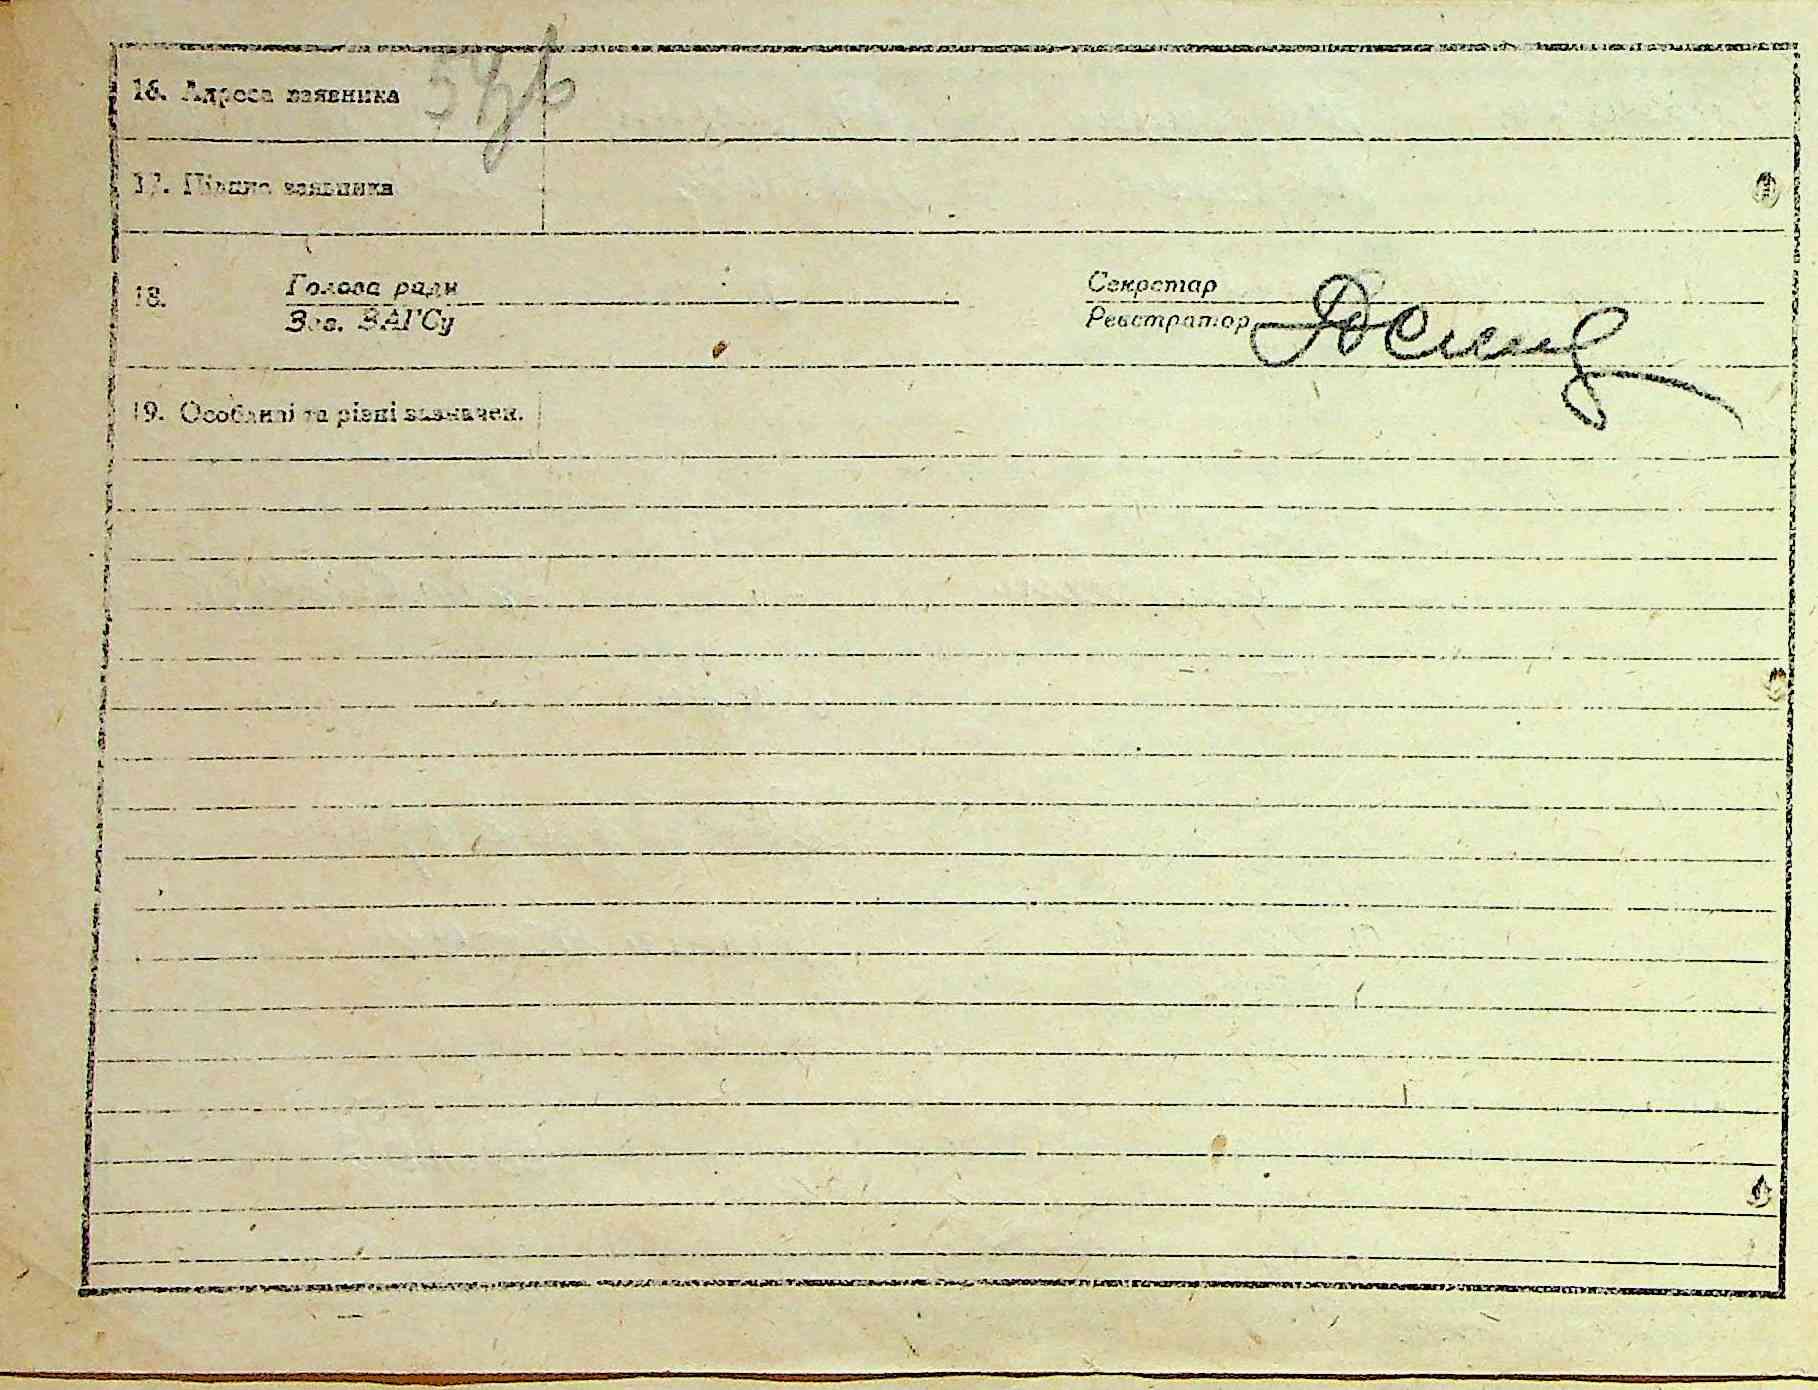 16. Адреса заявника
17. Підпис заявника
18.
Голова ради
Зав. ЗАГСу
Секретар
Реєстратор
19. Особливі та різні зазначен.